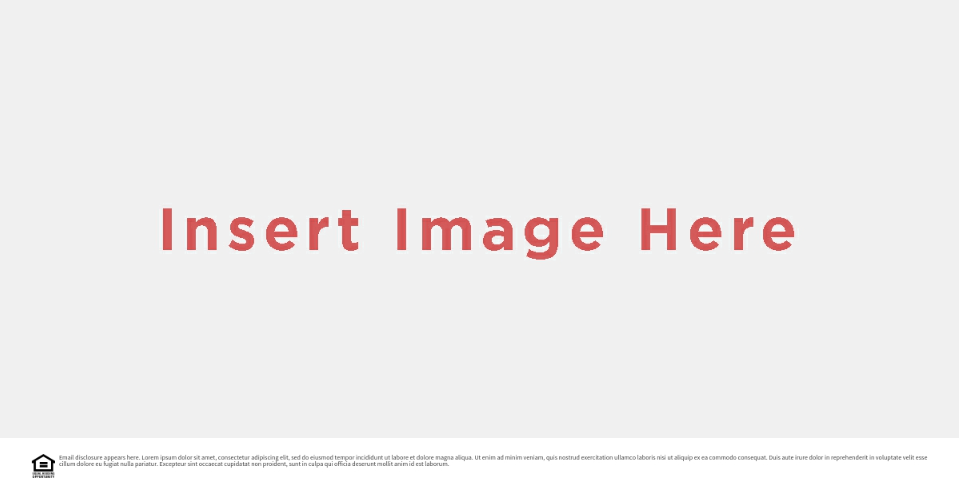 Insert Image Here
Email disclosure appears here. Lorem ipsum dolor sit amet, consectetur adipiscing elit, sed do eiusmod tempor incididunt ut labore et dolore magna aliqua. Ut enim ad minim veniam, quis nostrud exercitation ullamco laboris nisi ut aliquip ex ea commodo consequat. Duis aute irure dolor in reprehenderit in voluptate velit esse
cillum dolore eu fugiat nulla pariatur. Excepteur sint occaecat cupidatat non proident, sunt in culpa qui officia deserunt mollit anim id est laborum.